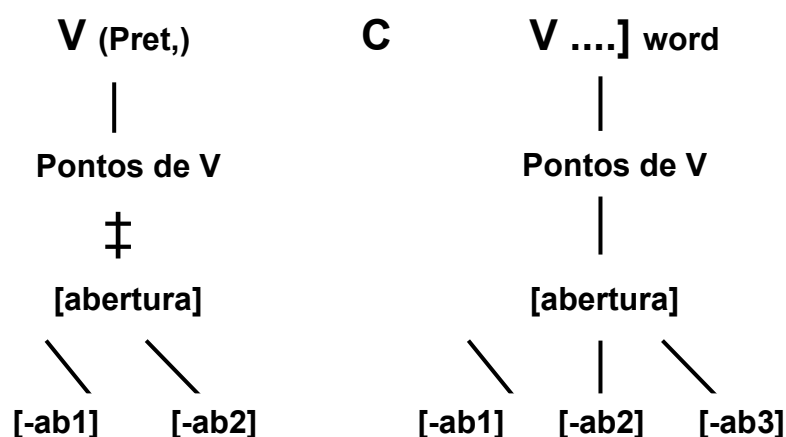 V (Pret,) C V ....] word
Pontos de V Pontos de V
‡
[abertura] [abertura]
[-ab1] [-ab2] [-ab1] [-ab2] [-ab3]